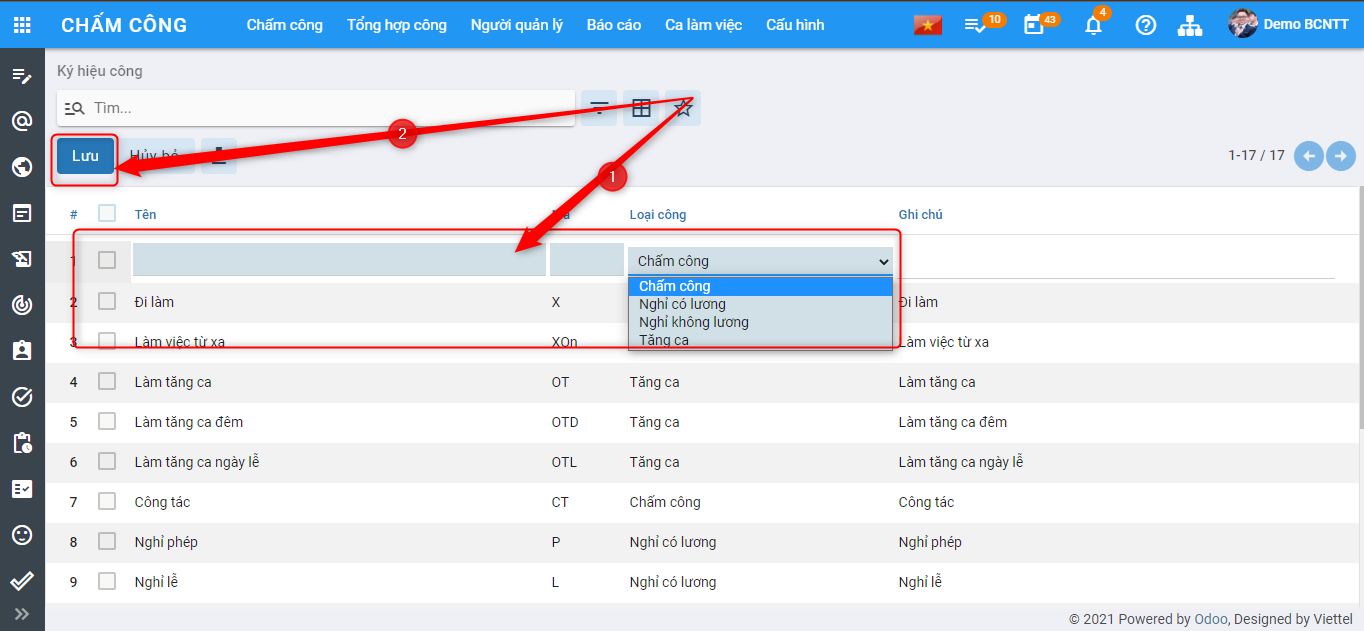 CHẤM CÔNG Chấm công Tổng hợp công Người quản lý Báo cáo Ca làm việc Cấu hình 10 43 4 Demo BCNTT
Ký hiệu công
Tìm...
2
Lưu Hủy bỏ 1-17 / 17
1
# Tên Mã Loại công Ghi chú
1 Chấm công
Chấm công
Nghỉ có lương
Nghỉ không lương
Tăng ca
2 Đi làm X Đi làm
3 Làm việc từ xa XOn Làm việc từ xa
4 Làm tăng ca OT Tăng ca Làm tăng ca
5 Làm tăng ca đêm OTD Tăng ca Làm tăng ca đêm
6 Làm tăng ca ngày lễ OTL Tăng ca Làm tăng ca ngày lễ
7 Công tác CT Chấm công Công tác
8 Nghỉ phép P Nghỉ có lương Nghỉ phép
9 Nghỉ lễ L Nghỉ có lương Nghỉ lễ
© 2021 Powered by Odoo, Designed by Viettel